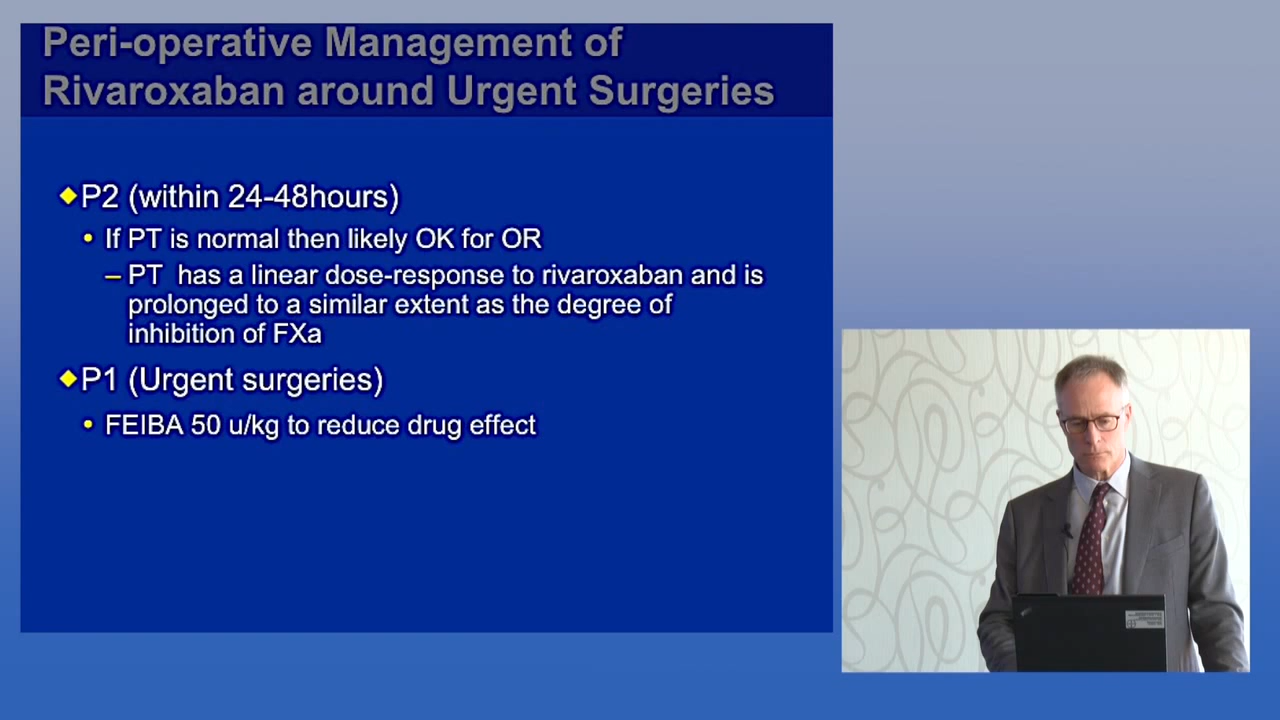 Peri-operative Management of
Rivaroxaban around Urgent Surgeries
P2 (within 24-48hours)
If PT is normal then likely OK for OR
PT has a linear dose-response to rivaroxaban and is
prolonged to a similar extent as the degree of
inhibition of FXa
P1 (Urgent surgeries)
FEIBA 50 u/kg to reduce drug effect